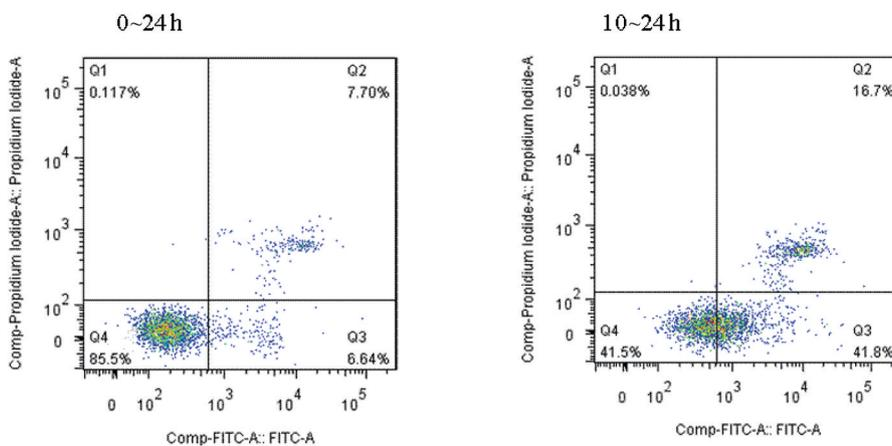 0~24h
Comp-Propidium Iodide-A:: Propidium Iodide-A
10^5
10^4
10^3
10^2
0
Q1
0.117%
Q2
7.70%
Q4
85.5%
Q3
6.64%
0 10^2 10^3 10^4 10^5
Comp-FITC-A:: FITC-A
10~24h
Comp-Propidium Iodide-A:: Propidium Iodide-A
10^5
10^4
10^3
10^2
0
Q1
0.038%
Q2
16.7%
Q4
41.5%
Q3
41.8%
0 10^2 10^3 10^4 10^5
Comp-FITC-A:: FITC-A